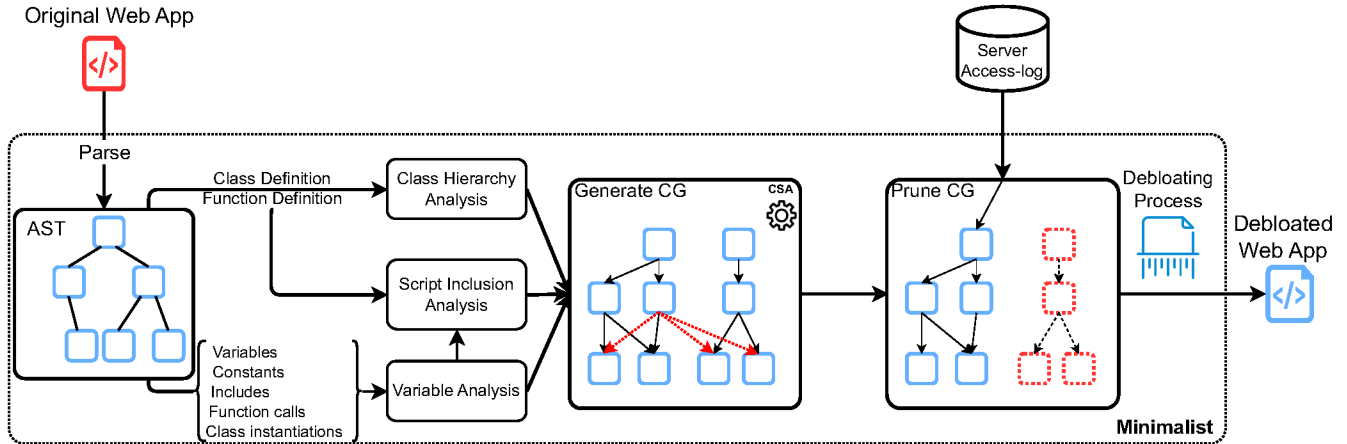 Original Web App
</>
Server
Access-log
Parse
AST
Class Definition
Function Definition
Class Hierarchy
Analysis
Script Inclusion
Analysis
Variables
Constants
Includes
Function calls
Class instantiations
Variable Analysis
Generate CG
CSA
Prune CG
Debloating
Process
Debloated
Web App
</>
Minimalist